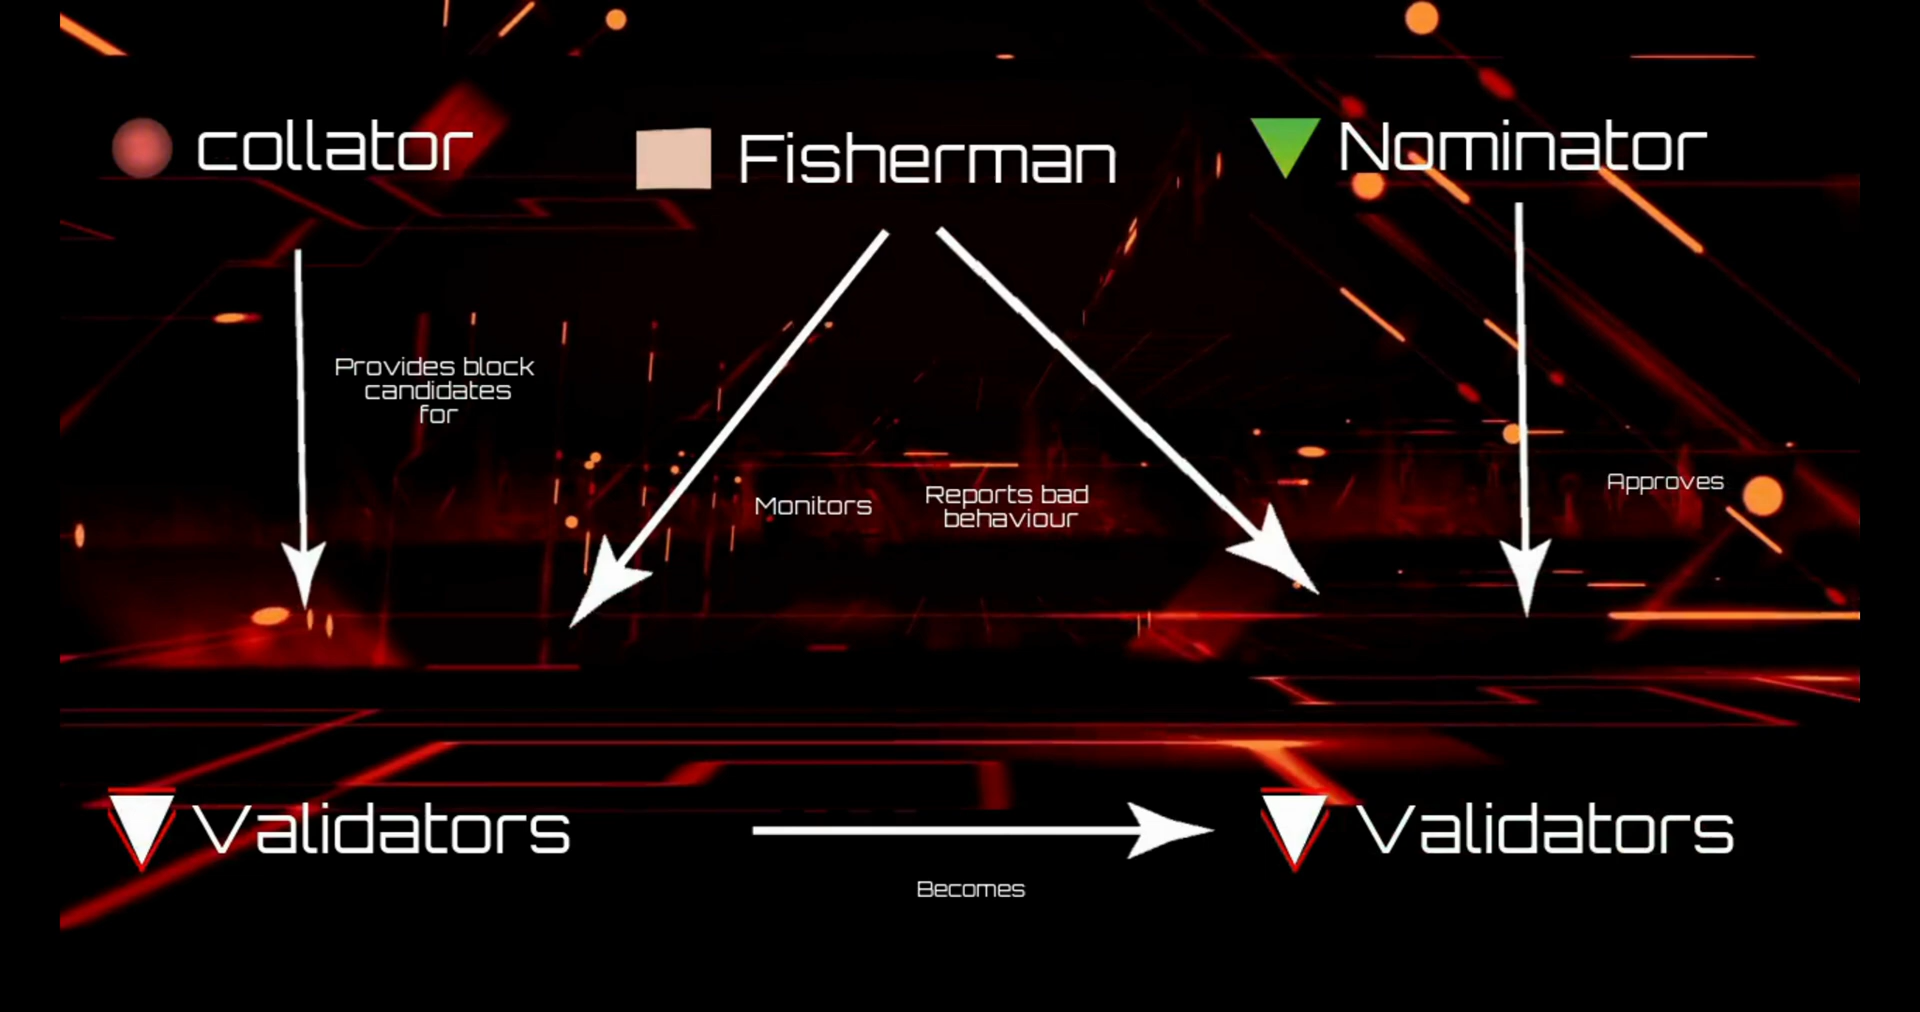 collator
Fisherman
Nominator
Provides block
candidates
for
Monitors
Reports bad
behaviour
Approves
Validators
Becomes
Validators